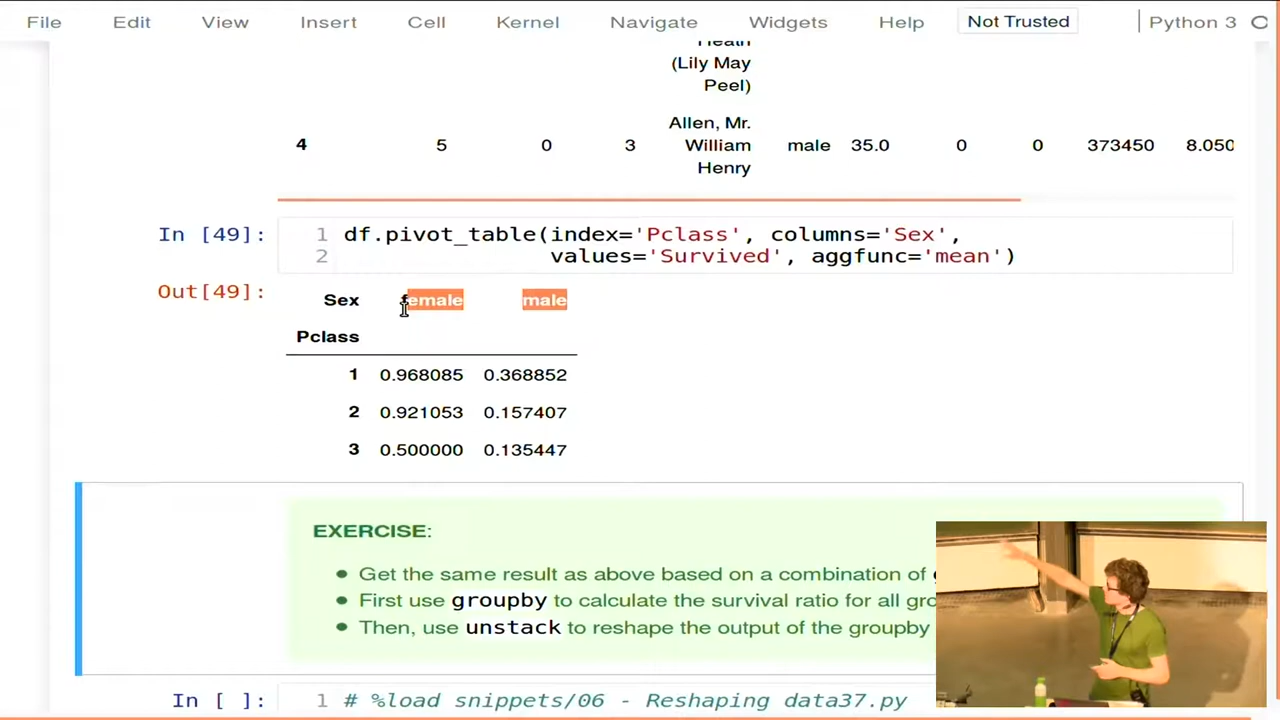 File Edit View Insert Cell Kernel Navigate Widgets Help Not Trusted Python 3
Heath
(Lily May
Peel)
Allen, Mr.
4 5 0 3 William male 35.0 0 0 373450 8.050
Henry
In [49]: 1 df.pivot_table(index='Pclass', columns='Sex',
2 values='Survived', aggfunc='mean')
Out[49]:
Sex female male
Pclass
1 0.968085 0.368852
2 0.921053 0.157407
3 0.500000 0.135447
EXERCISE:
Get the same result as above based on a combination of
First use groupby to calculate the survival ratio for all
Then, use unstack to reshape the output of the groupby
In [ ]: 1 # %load snippets/06 - Reshaping data37.py